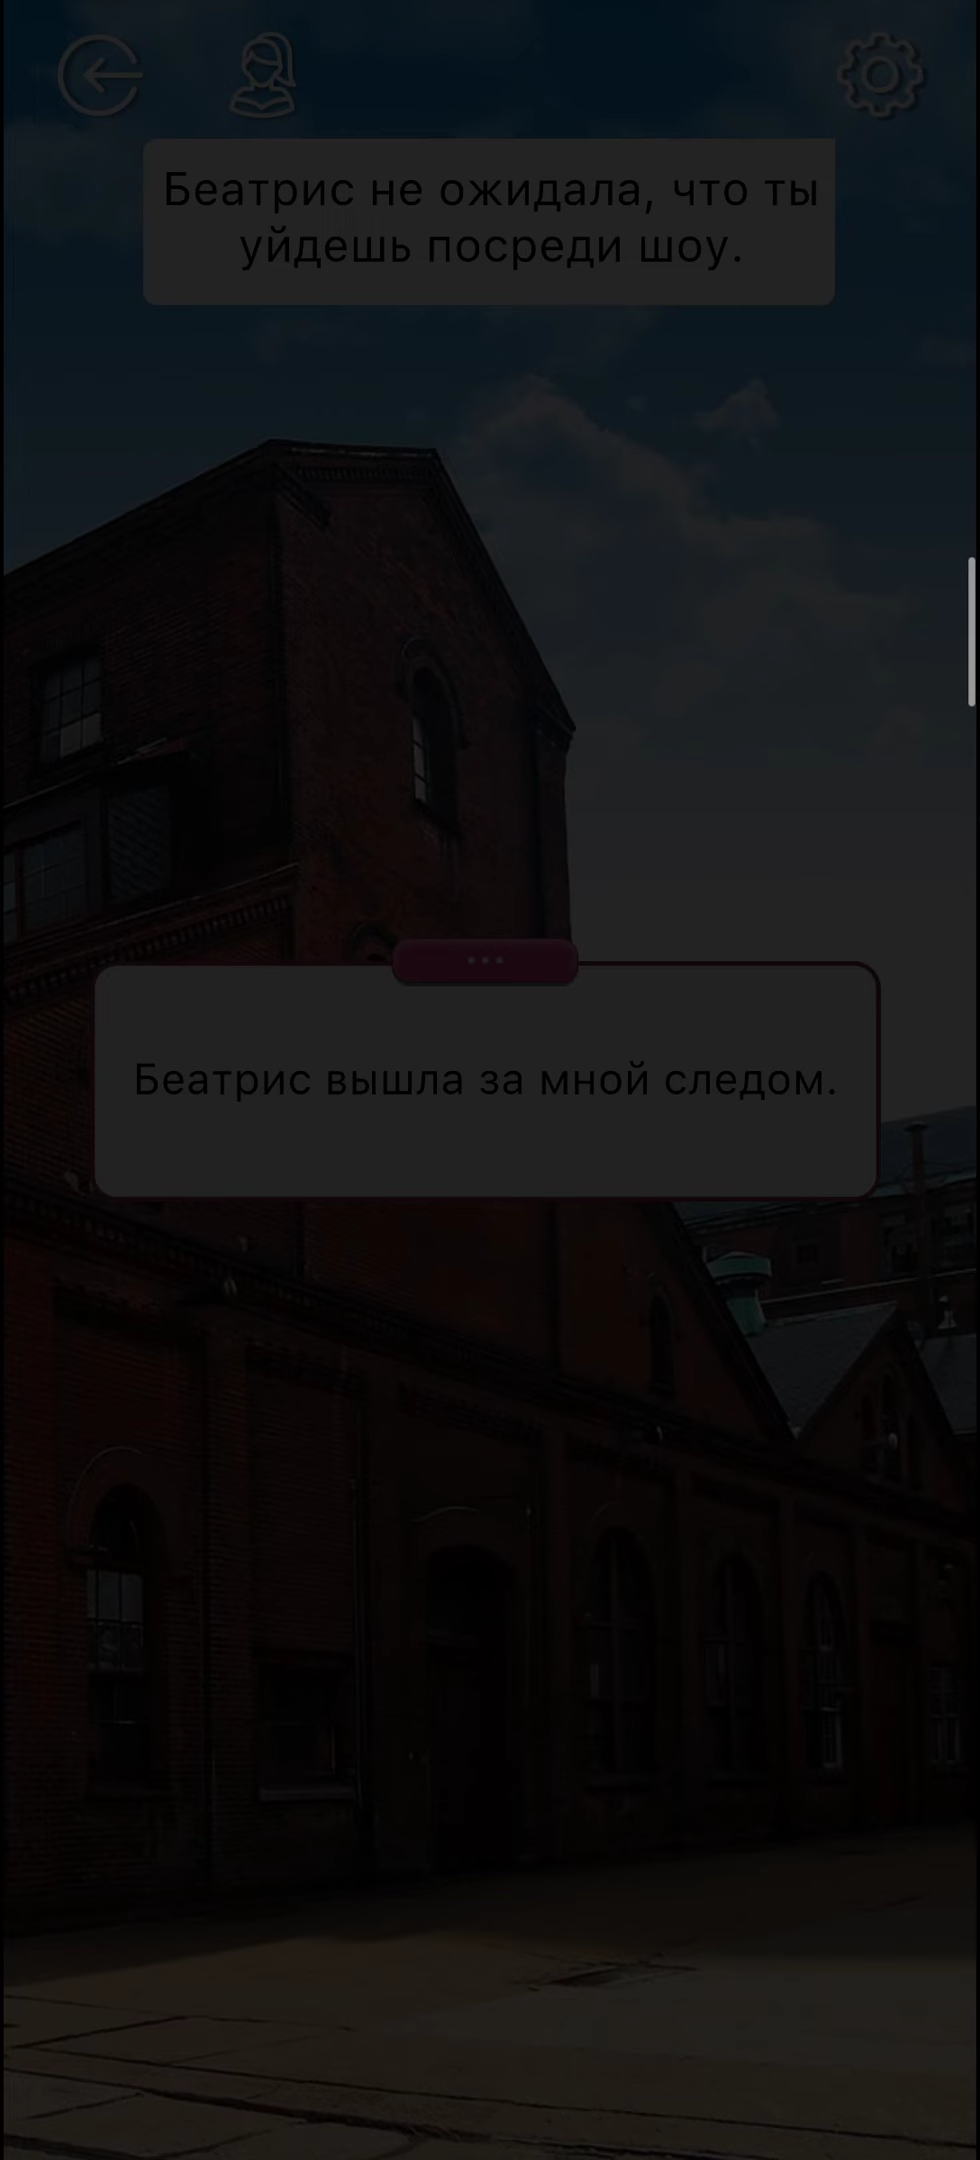 Беатрис не ожидала, что ты
уйдешь посреди шоу.
Беатрис вышла за мной следом.